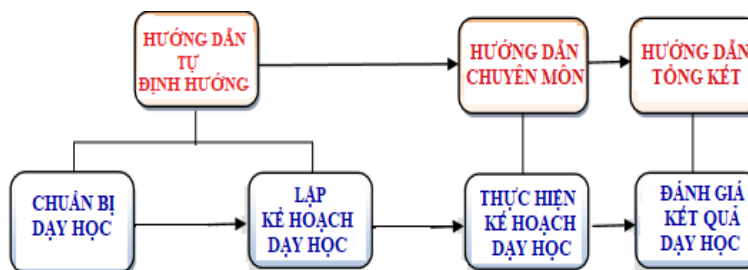 HƯỚNG DẪN
TỰ
ĐỊNH HƯỚNG
HƯỚNG DẪN
CHUYÊN MÔN
HƯỚNG DẪN
TỔNG KẾT
CHUẨN BỊ
DẠY HỌC
LẬP
KẾ HOẠCH
DẠY HỌC
THỰC HIỆN
KẾ HOẠCH
DẠY HỌC
ĐÁNH GIÁ
KẾT QUẢ
DẠY HỌC